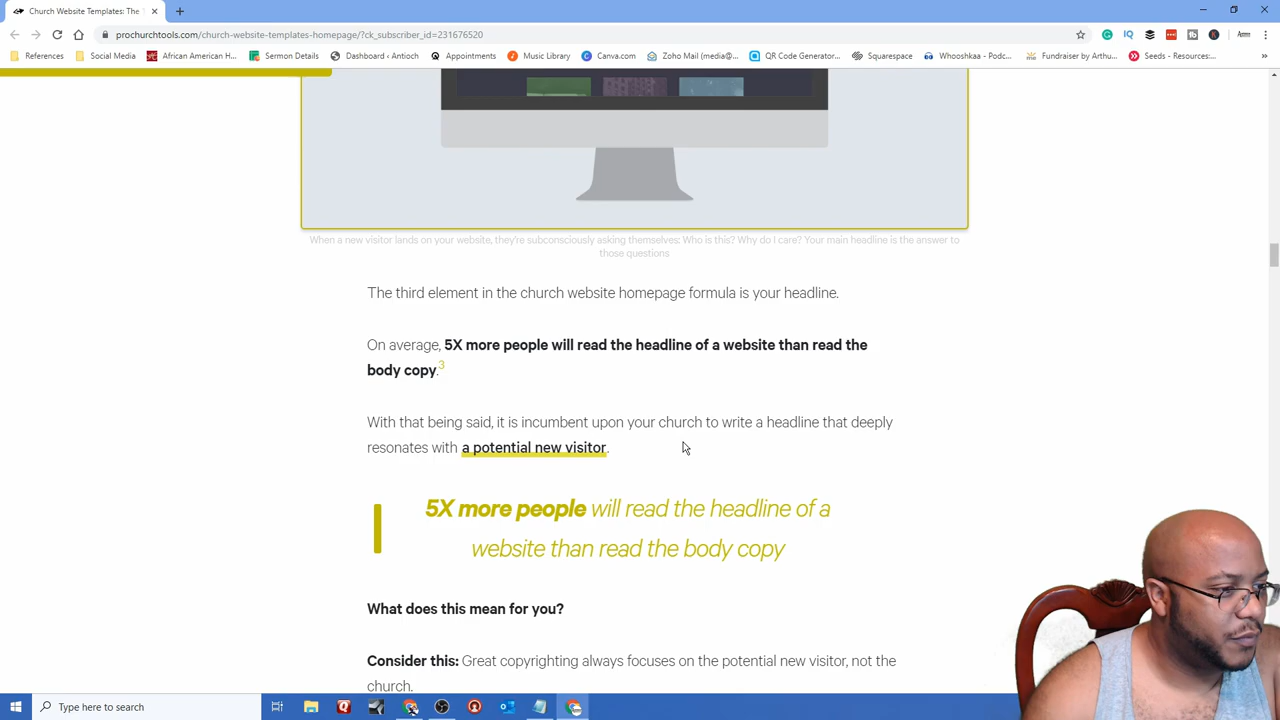 Church Website Templates: The
prochurchtools.com/church-website-templates-homepage/?ck_subscriber_id=231676520
References
Social Media
African American H...
Sermon Details
Dashboard ‹ Antioch
Appointments
Music Library
Canva.com
Zoho Mail (media@...
QR Code Generator...
Squarespace
Whooshkaa - Podc...
Fundraiser by Arthu...
Seeds - Resources:...
When a new visitor lands on your website, they're subconsciously asking themselves: Who is this? Why do I care? Your main headline is the answer to
those questions
The third element in the church website homepage formula is your headline.
On average, 5X more people will read the headline of a website than read the
body copy.3
With that being said, it is incumbent upon your church to write a headline that deeply
resonates with a potential new visitor.
5X more people will read the headline of a
website than read the body copy
What does this mean for you?
Consider this: Great copyrighting always focuses on the potential new visitor, not the
church.
Type here to search